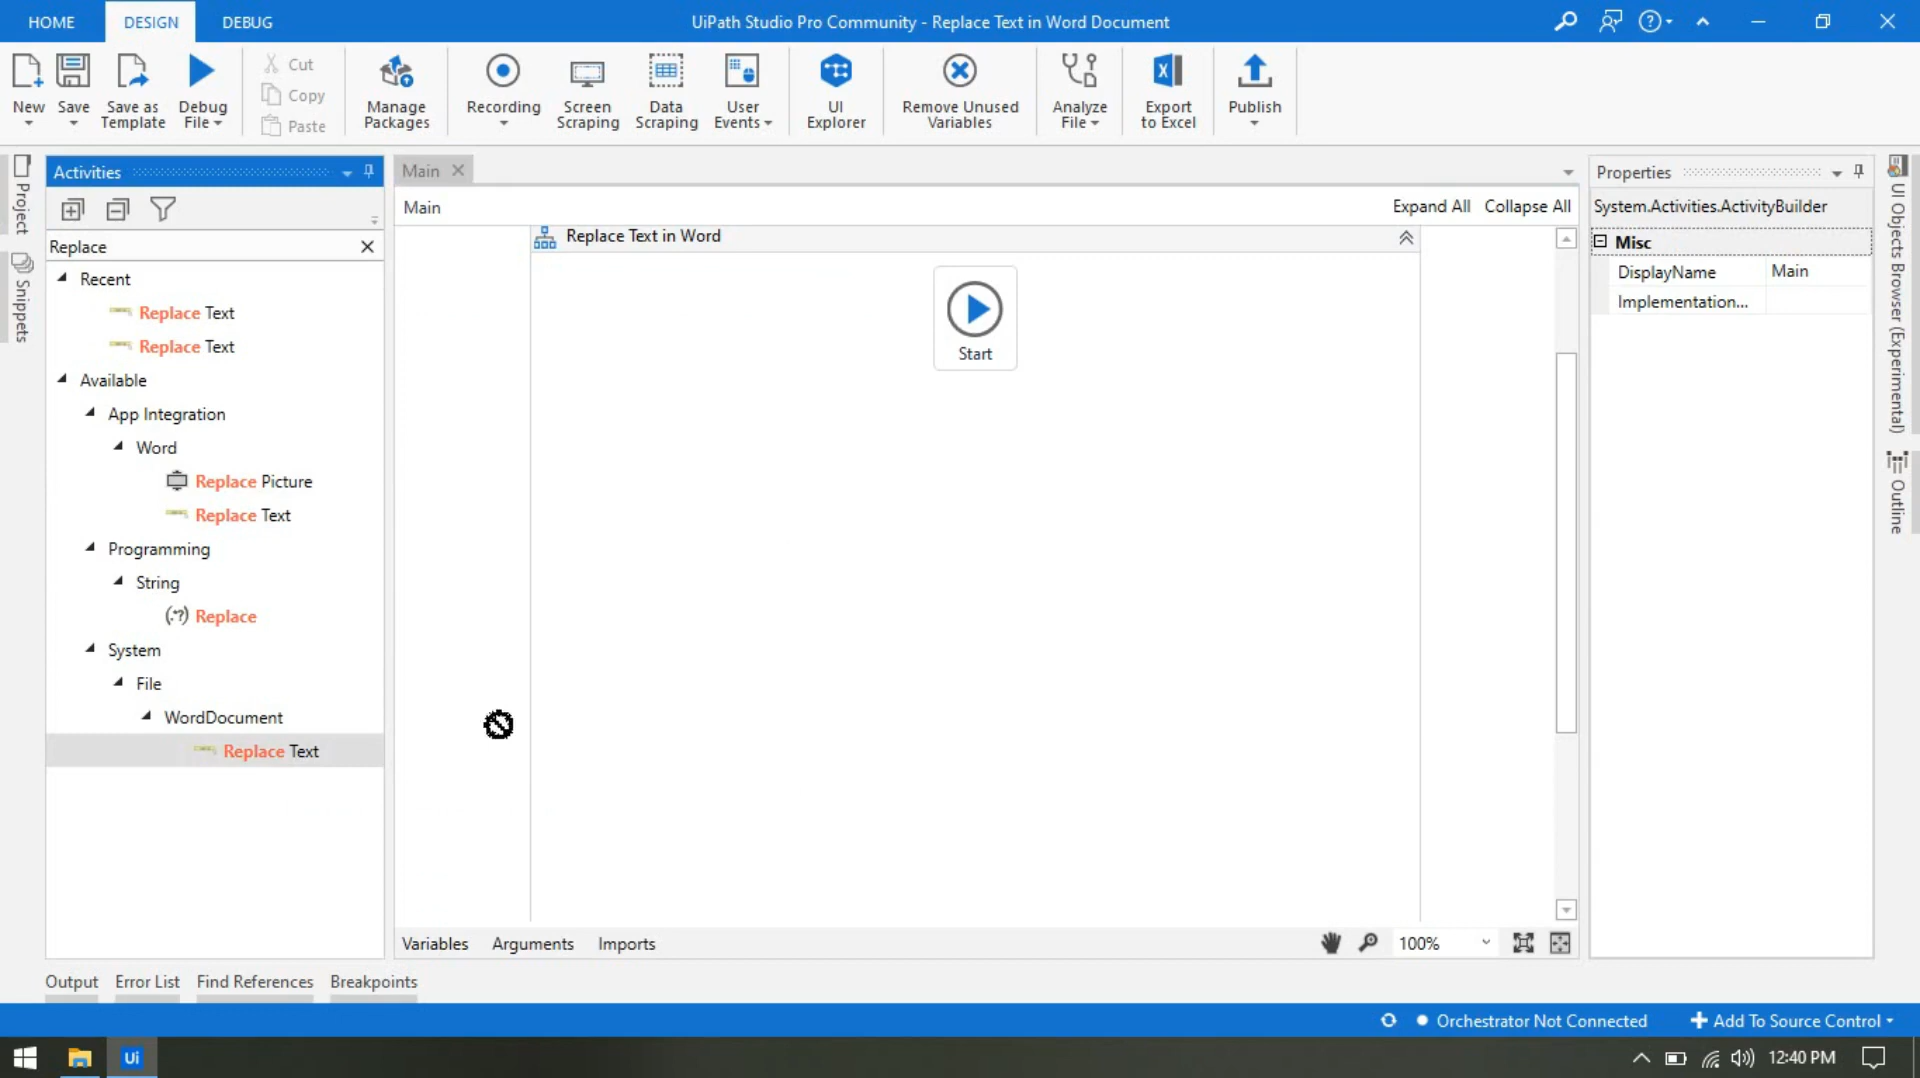 HOME DESIGN DEBUG UiPath Studio Pro Community - Replace Text in Word Document
New Save Save as Template Debug File Cut Copy Paste Manage Packages Recording Screen Scraping Data Scraping User Events UI Explorer Remove Unused Variables Analyze File Export to Excel Publish
Project
Snippets
Activities
Replace
Recent
Replace Text
Replace Text
Available
App Integration
Word
Replace Picture
Replace Text
Programming
String
(.*?) Replace
System
File
WordDocument
Replace Text
Main
Main Expand All Collapse All
Replace Text in Word
Start
Variables Arguments Imports 100%
Properties
System.Activities.ActivityBuilder
Misc
DisplayName Main
Implementation...
UI Objects Browser (Experimental)
Outline
Output Error List Find References Breakpoints
Orchestrator Not Connected Add To Source Control
Ui 12:40 PM